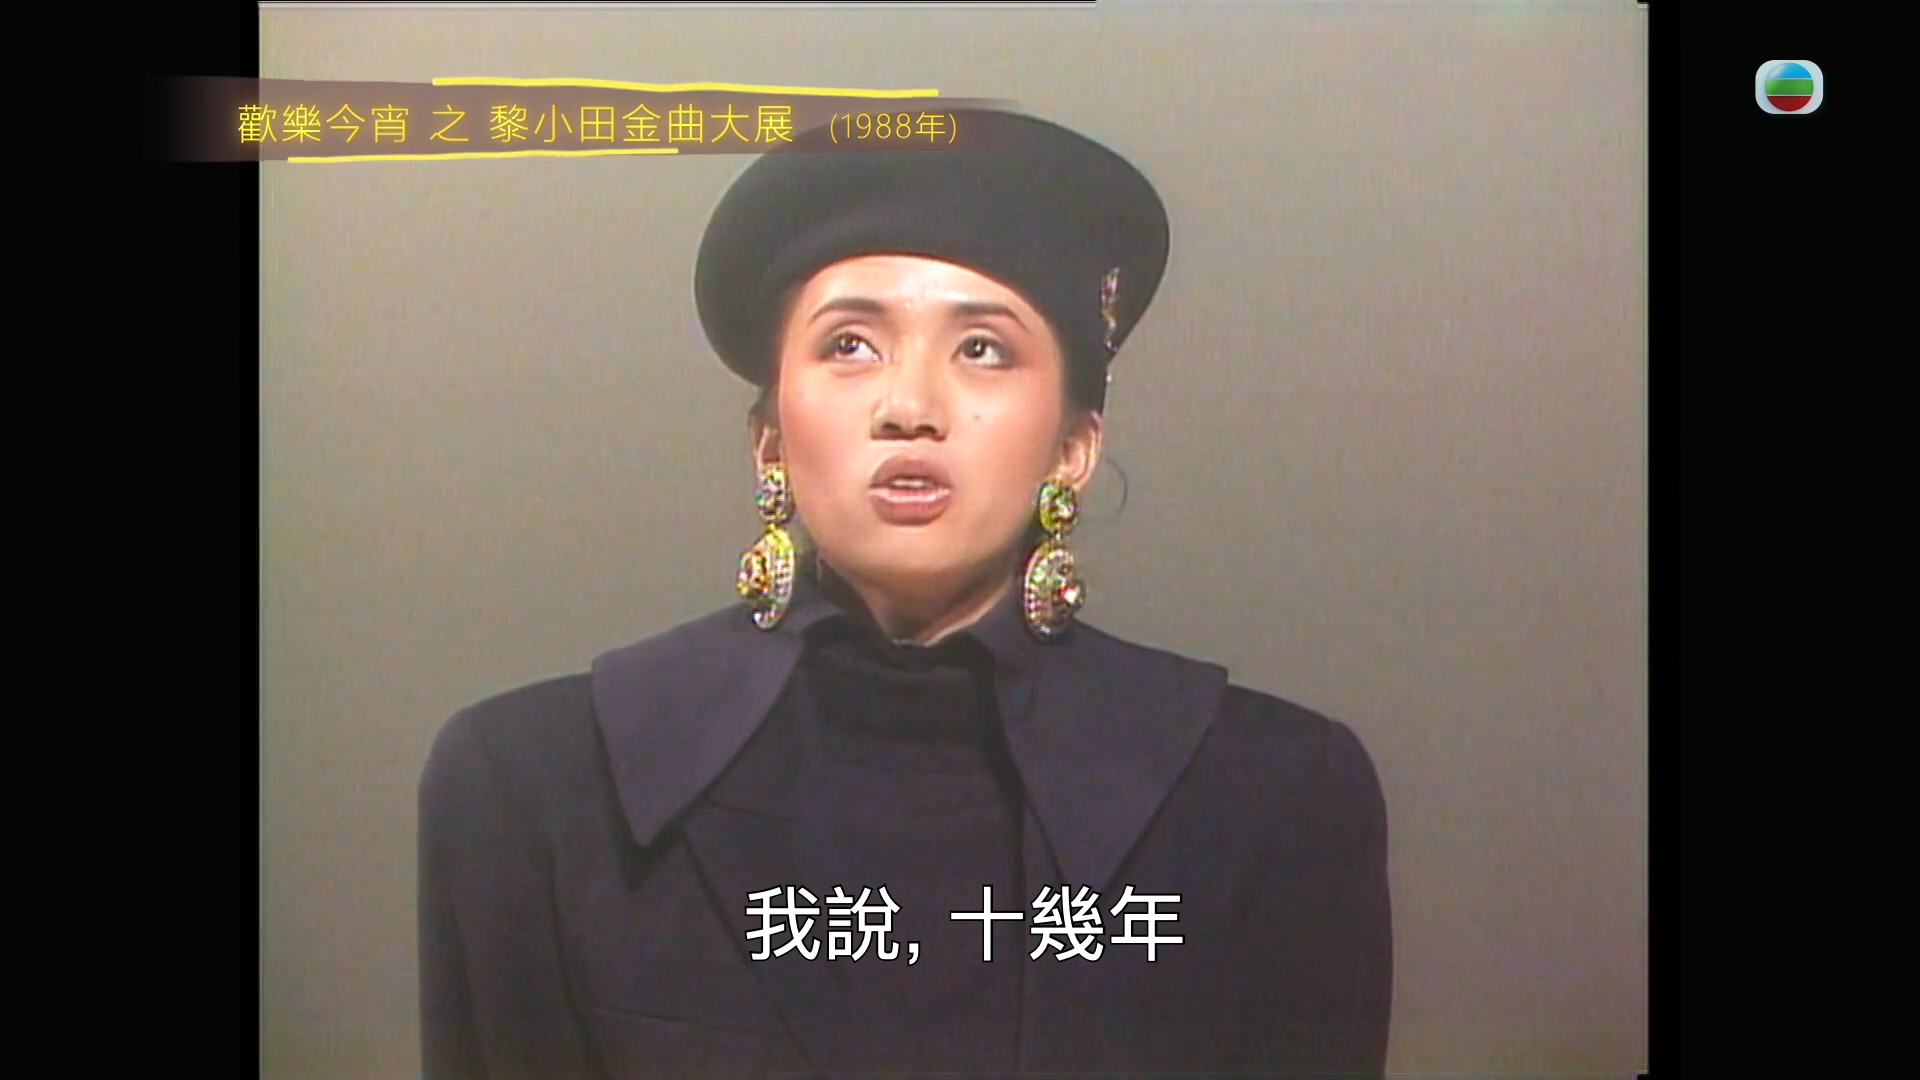 歡樂今宵 之 黎小田金曲大展 (1988年)
我說, 十幾年